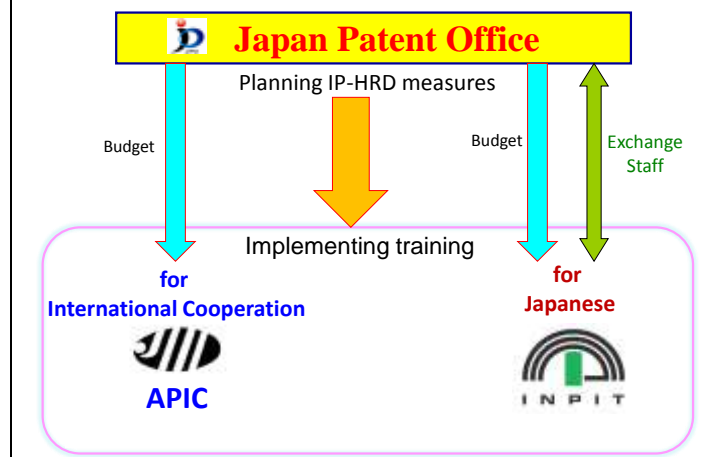 Japan Patent Office
Planning IP-HRD measures
Budget
Budget
Exchange
Staff
Implementing training
for
International Cooperation
APIC
for
Japanese
INPIT